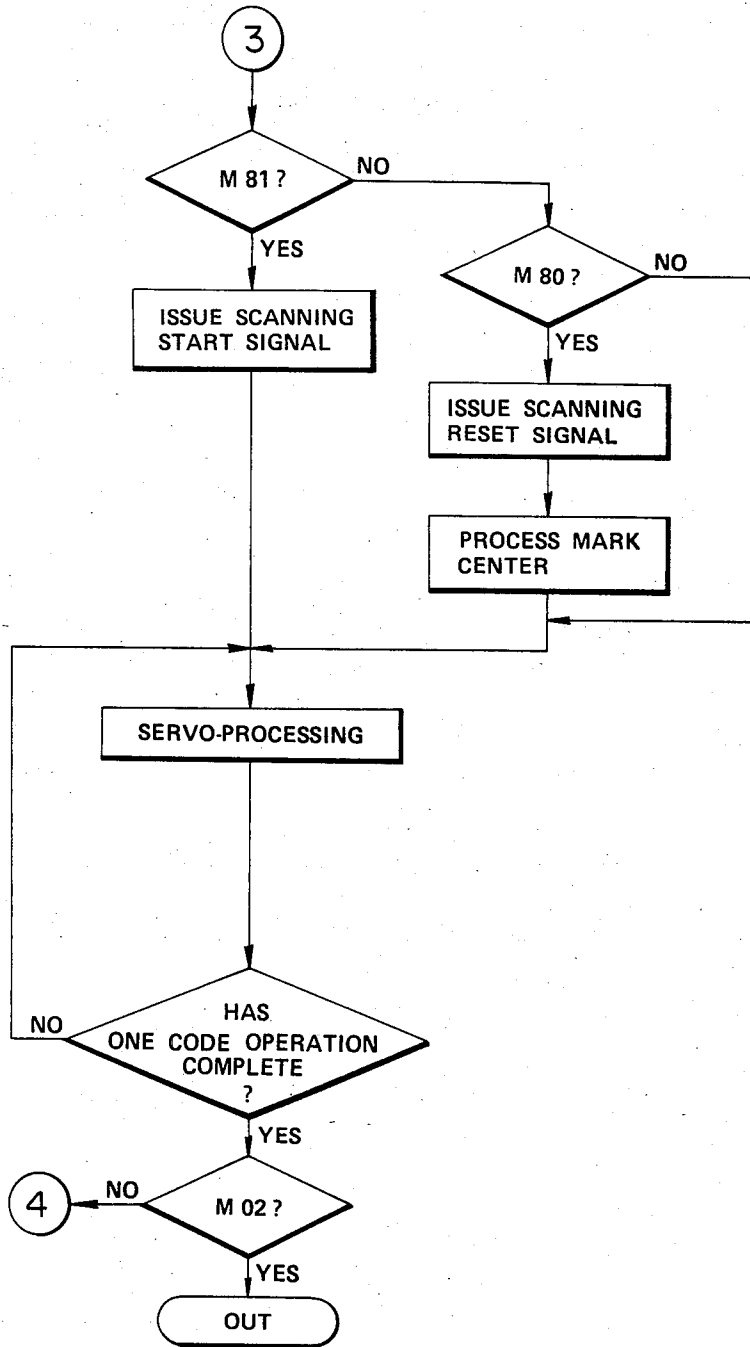 3
M 81 ?
NO
YES
M 80 ?
NO
YES
ISSUE SCANNING
START SIGNAL
ISSUE SCANNING
RESET SIGNAL
PROCESS MARK
CENTER
SERVO-PROCESSING
HAS
ONE CODE OPERATION
COMPLETE
?
NO
YES
4
NO
M 02 ?
YES
OUT